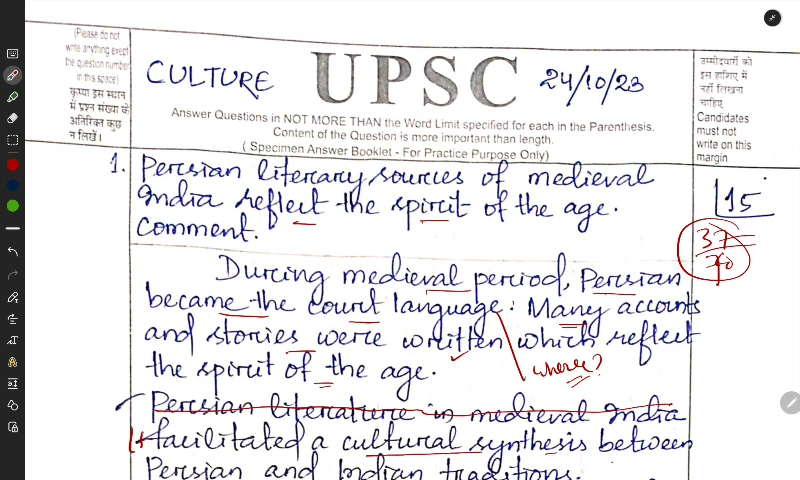 (Please do not
write anything exept
the question number
in this space)
कृप्या इस स्थान
में प्रश्न संख्या के
अतिरिक्त कुछ
न लिखें।
CULTURE
UPSC
24/10/23
Answer Questions in NOT MORE THAN the Word Limit specified for each in the Parenthesis.
Content of the Question is more important than length.
( Specimen Answer Booklet - For Practice Purpose Only)
उम्मीदवारों को
इस हाशिए में
नहीं लिखना
चाहिए
Candidates
must not
write on this
margin
1. Persian literary sources of medieval
India reflect the spirit of the age.
Comment.
15
37
During medieval period, Persian
became the court language. Many accounts
and stories were written which reflect
the spirit of the age.
where?
Persian literature in medieval India
It facilitated a cultural synthesis between
Persian and Indian traditions.